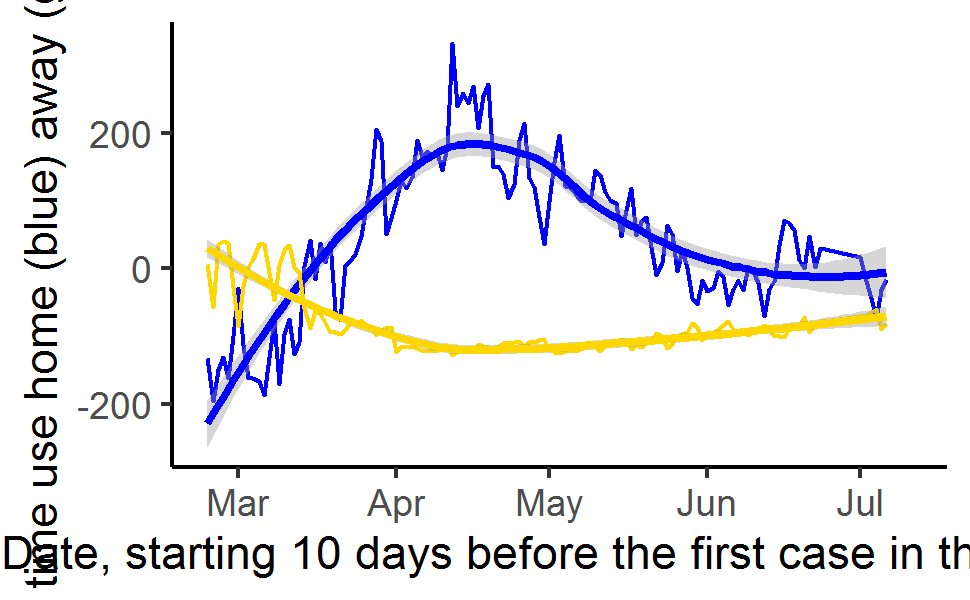 time use home (blue) away (
200
0
-200
Mar Apr May Jun Jul
Date, starting 10 days before the first case in th